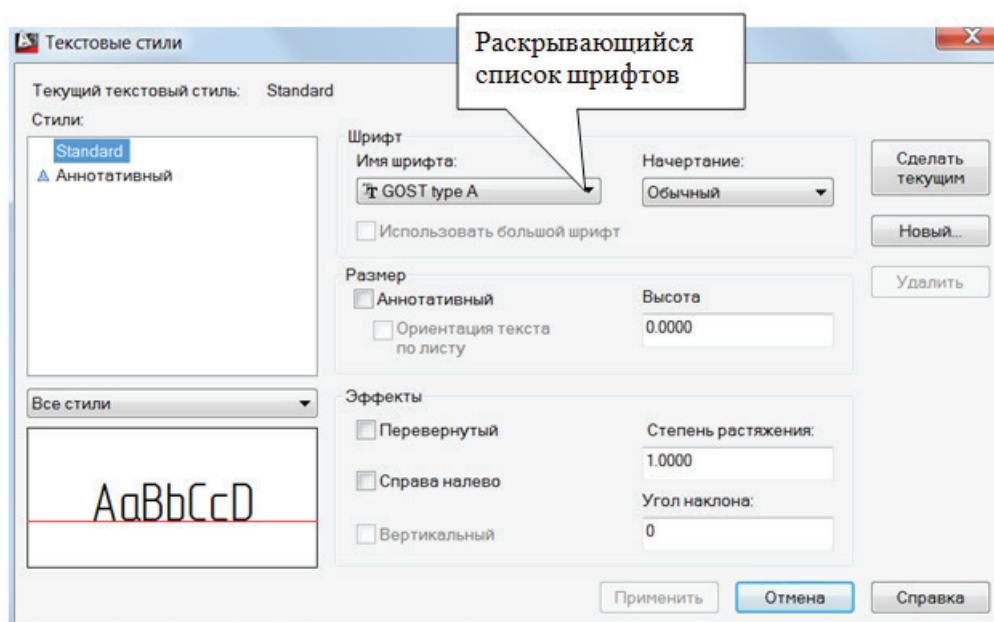 Текстовые стили
Раскрывающийся
список шрифтов
Текущий текстовый стиль: Standard
Стили:
Standard
Аннотативный
Шрифт
Имя шрифта:
GOST type A
Начертание:
Обычный
Использовать большой шрифт
Сделать
текущим
Новый...
Удалить
Размер
Аннотативный
Ориентация текста
по листу
Высота
0.0000
Все стили
AaBbCcD
Эффекты
Перевернутый
Справа налево
Вертикальный
Степень растяжения:
1.0000
Угол наклона:
0
Применить
Отмена
Справка